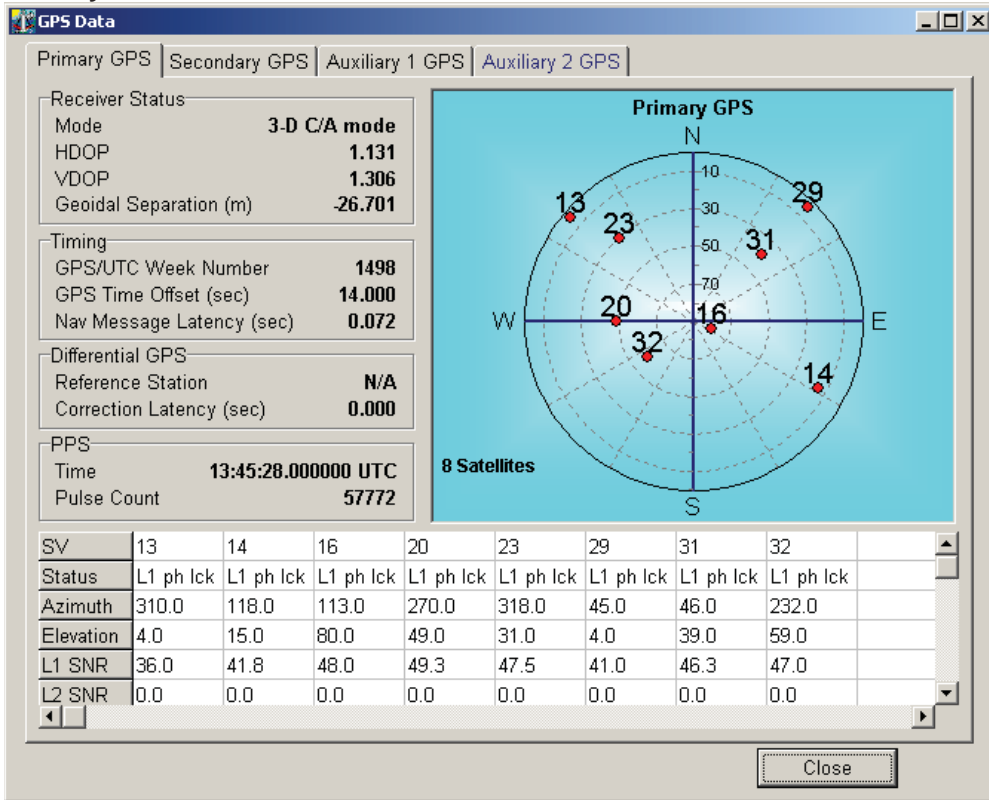 GPS Data
Primary GPS Secondary GPS Auxiliary 1 GPS Auxiliary 2 GPS
Receiver Status
Mode 3-D C/A mode
HDOP 1.131
VDOP 1.306
Geoidal Separation (m) -26.701
Timing
GPS/UTC Week Number 1498
GPS Time Offset (sec) 14.000
Nav Message Latency (sec) 0.072
Differential GPS
Reference Station N/A
Correction Latency (sec) 0.000
PPS
Time 13:45:28.000000 UTC
Pulse Count 57772
Primary GPS
N
10
29
13
30
23
31
50
70
20
16
W
E
32
14
8 Satellites
S
SV 13 14 16 20 23 29 31 32
Status L1 ph lck L1 ph lck L1 ph lck L1 ph lck L1 ph lck L1 ph lck L1 ph lck L1 ph lck
Azimuth 310.0 118.0 113.0 270.0 318.0 45.0 46.0 232.0
Elevation 4.0 15.0 80.0 49.0 31.0 4.0 39.0 59.0
L1 SNR 36.0 41.8 48.0 49.3 47.5 41.0 46.3 47.0
L2 SNR 0.0 0.0 0.0 0.0 0.0 0.0 0.0 0.0
Close